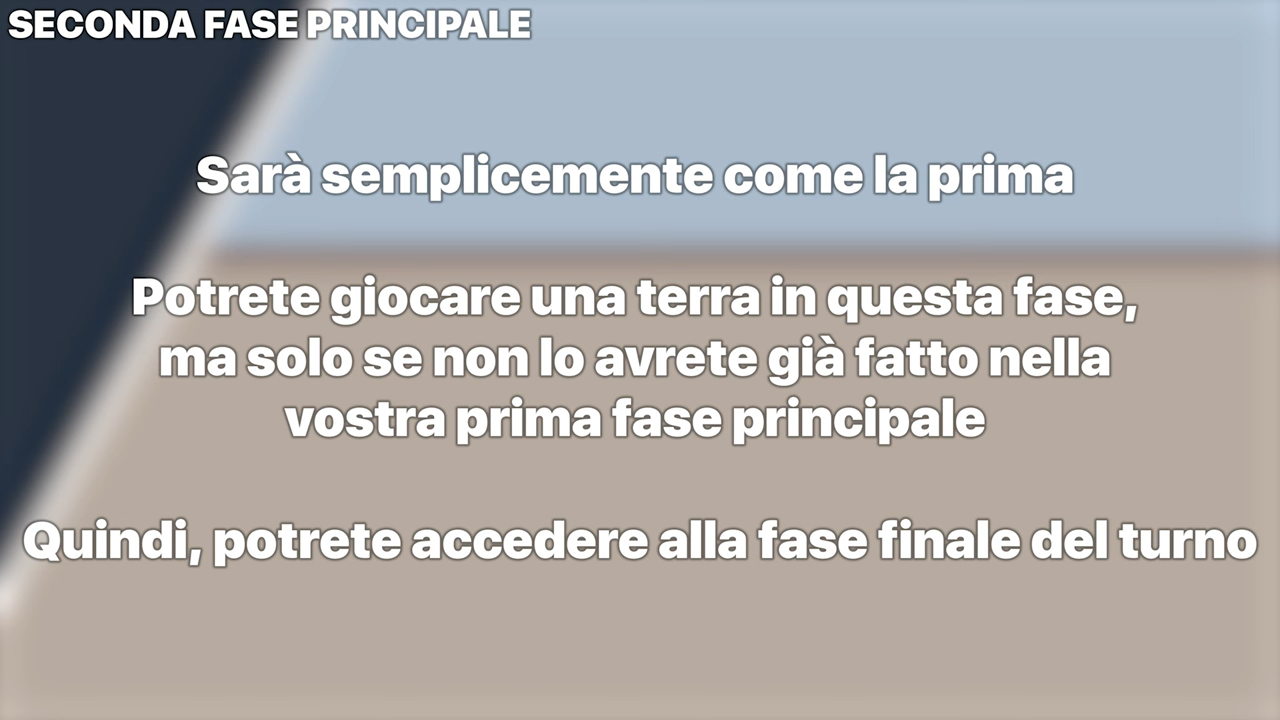 SECONDA FASE PRINCIPALE
Sarà semplicemente come la prima
Potrete giocare una terra in questa fase,
ma solo se non lo avrete già fatto nella
vostra prima fase principale
Quindi, potrete accedere alla fase finale del turno